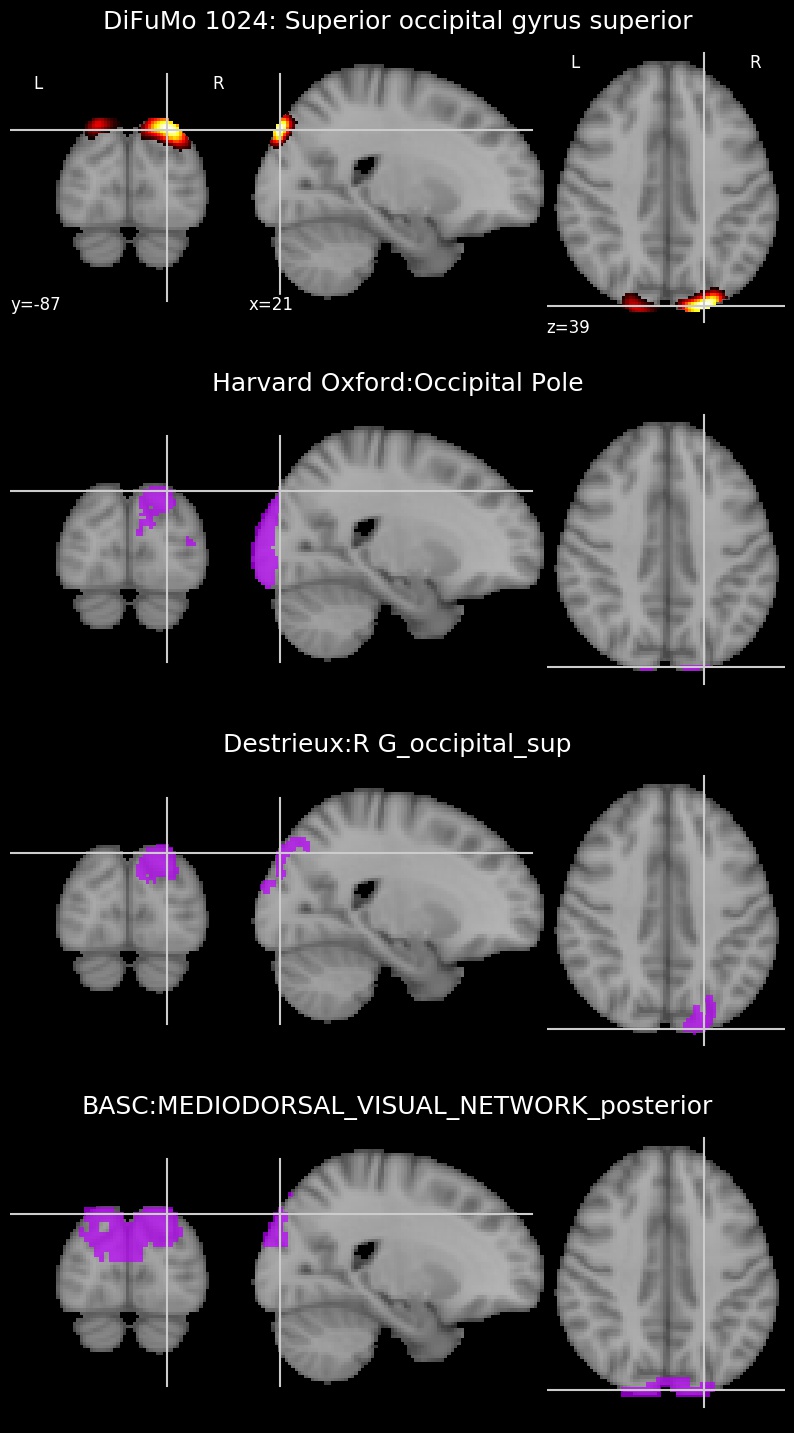 DiFuMo 1024: Superior occipital gyrus superior
L
R
L
R
y=-87
x=21
z=39
Harvard Oxford:Occipital Pole
Destrieux:R G_occipital_sup
BASC:MEDIODORSAL_VISUAL_NETWORK_posterior